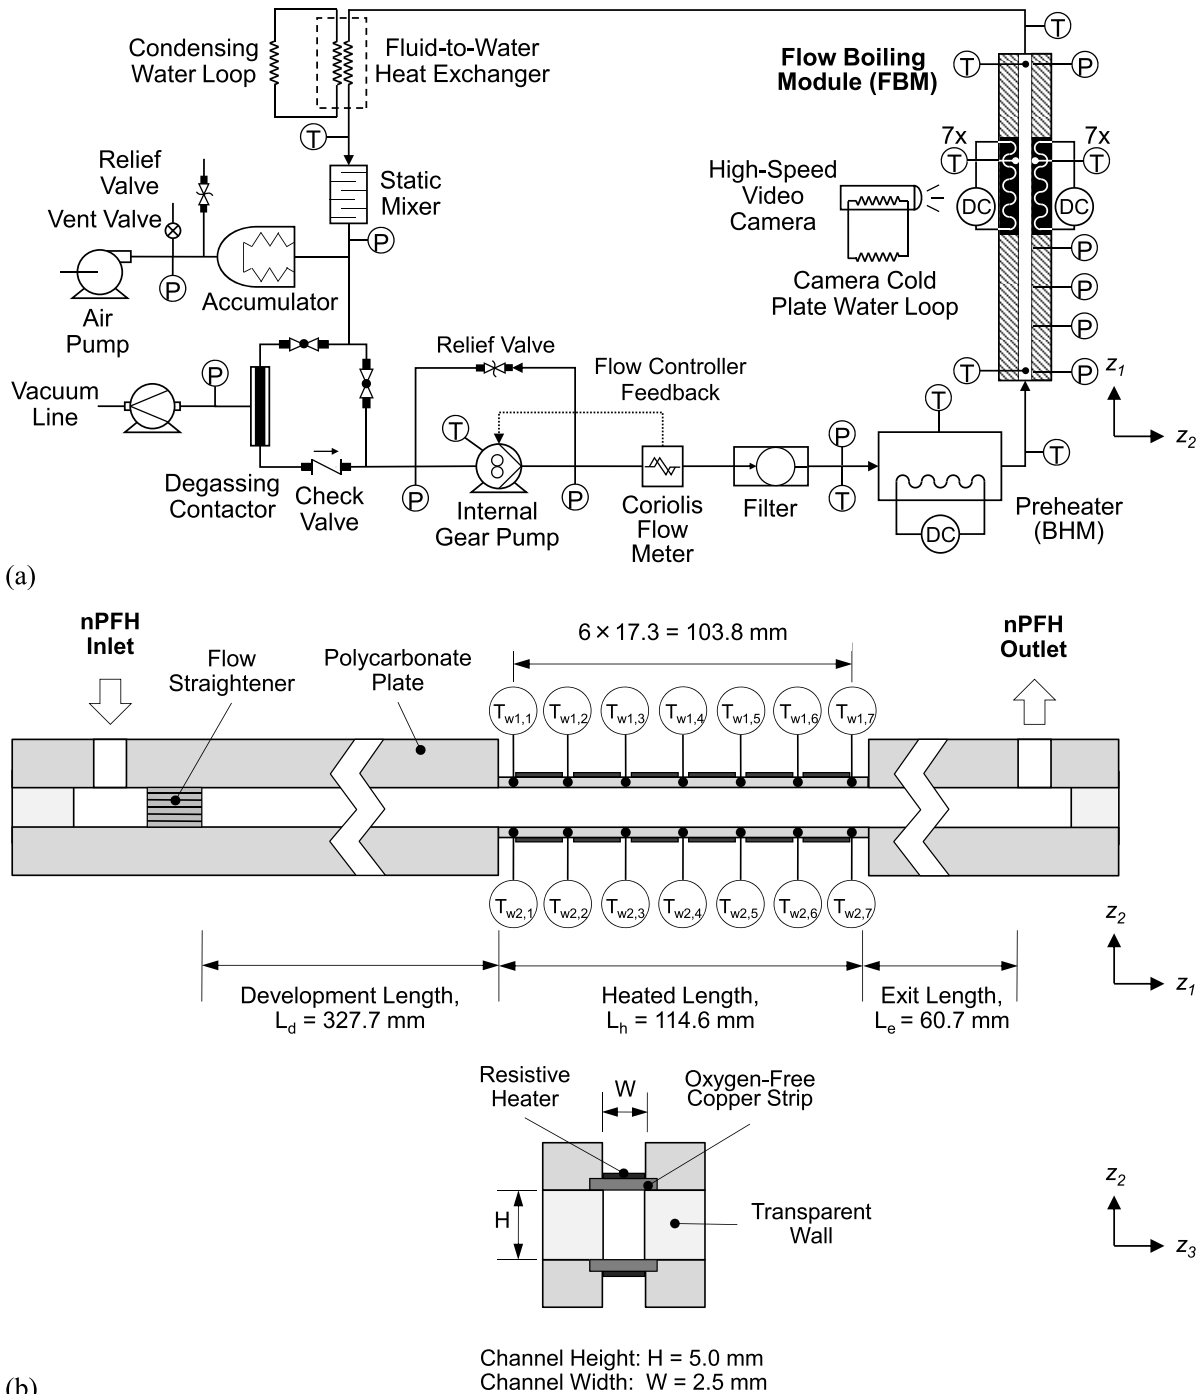 Condensing
Water Loop
Fluid-to-Water
Heat Exchanger
T
T
Flow Boiling
Module (FBM)
T
P
7x
7x
T
T
DC
DC
High-Speed
Video
Camera
Camera Cold
Plate Water Loop
P
P
P
T
P
z1
z2
Relief
Valve
Vent Valve
Static
Mixer
P
P
Accumulator
Air
Pump
Vacuum
Line
P
Degassing
Contactor
Check
Valve
Relief Valve
Flow Controller
Feedback
T
P
P
Internal
Gear Pump
Coriolis
Flow
Meter
Filter
P
T
T
T
DC
Preheater
(BHM)
(a)
nPFH
Inlet
Flow
Straightener
Polycarbonate
Plate
6 × 17.3 = 103.8 mm
nPFH
Outlet
Tw1,1 Tw1,2 Tw1,3 Tw1,4 Tw1,5 Tw1,6 Tw1,7
Tw2,1 Tw2,2 Tw2,3 Tw2,4 Tw2,5 Tw2,6 Tw2,7
Development Length,
Ld = 327.7 mm
Heated Length,
Lh = 114.6 mm
Exit Length,
Le = 60.7 mm
z2
z1
Resistive
Heater
W
Oxygen-Free
Copper Strip
H
Transparent
Wall
z2
z3
Channel Height: H = 5.0 mm
Channel Width: W = 2.5 mm
(b)